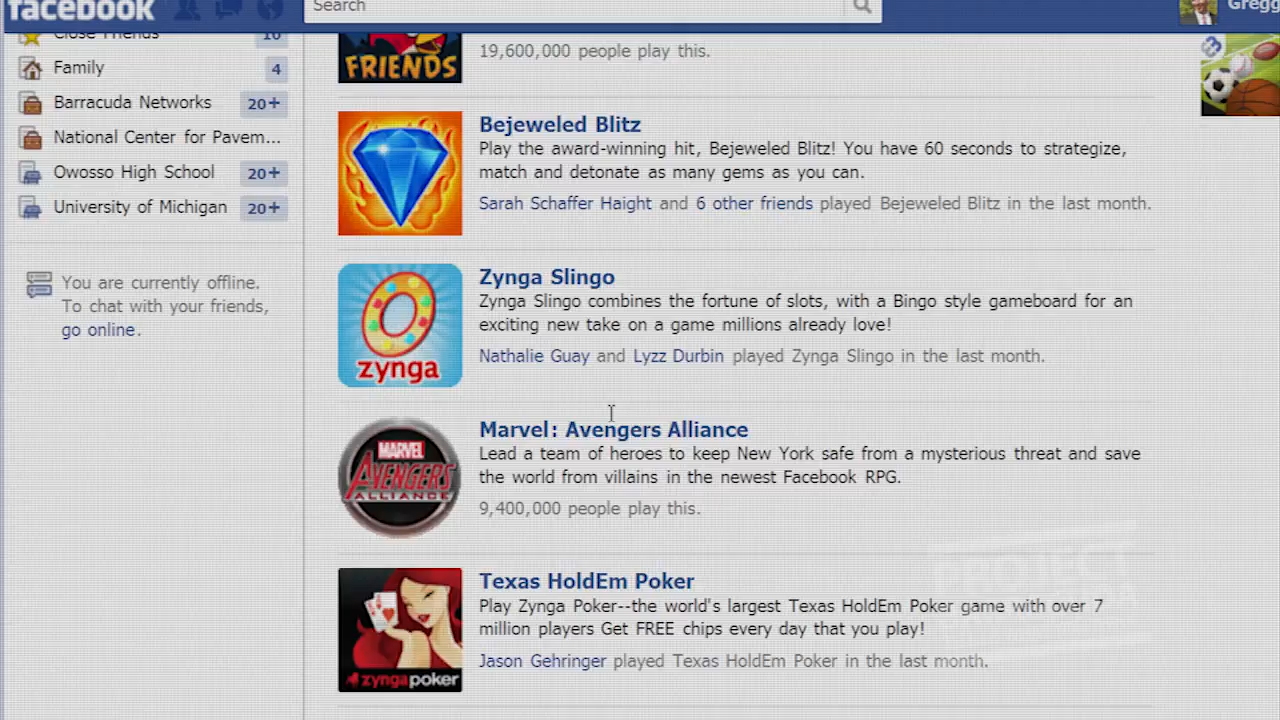 facebook
Search
Gregg
Close Friends
10
Family
4
Barracuda Networks
20+
National Center for Pavem...
Owosso High School
20+
University of Michigan
20+
You are currently offline.
To chat with your friends,
go online.
FRIENDS
19,600,000 people play this.
Bejeweled Blitz
Play the award-winning hit, Bejeweled Blitz! You have 60 seconds to strategize,
match and detonate as many gems as you can.
Sarah Schaffer Haight and 6 other friends played Bejeweled Blitz in the last month.
zynga
Zynga Slingo
Zynga Slingo combines the fortune of slots, with a Bingo style gameboard for an
exciting new take on a game millions already love!
Nathalie Guay and Lyzz Durbin played Zynga Slingo in the last month.
MARVEL
AVENGERS
ALLIANCE
Marvel: Avengers Alliance
Lead a team of heroes to keep New York safe from a mysterious threat and save
the world from villains in the newest Facebook RPG.
9,400,000 people play this.
zyngapoker
Texas HoldEm Poker
Play Zynga Poker--the world's largest Texas HoldEm Poker game with over 7
million players Get FREE chips every day that you play!
Jason Gehringer played Texas HoldEm Poker in the last month.
PROJECT